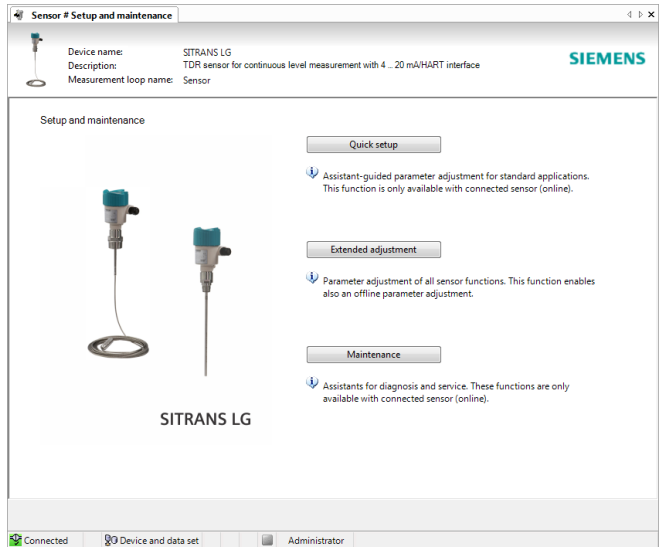 Sensor # Setup and maintenance
Device name: SITRANS LG
Description: TDR sensor for continuous level measurement with 4 ... 20 mA/HART interface
Measurement loop name: Sensor
SIEMENS
Setup and maintenance
Quick setup
Assistant-guided parameter adjustment for standard applications.
This function is only available with connected sensor (online).
Extended adjustment
Parameter adjustment of all sensor functions. This function enables
also an offline parameter adjustment.
Maintenance
Assistants for diagnosis and service. These functions are only
available with connected sensor (online).
SITRANS LG
Connected Device and data set Administrator